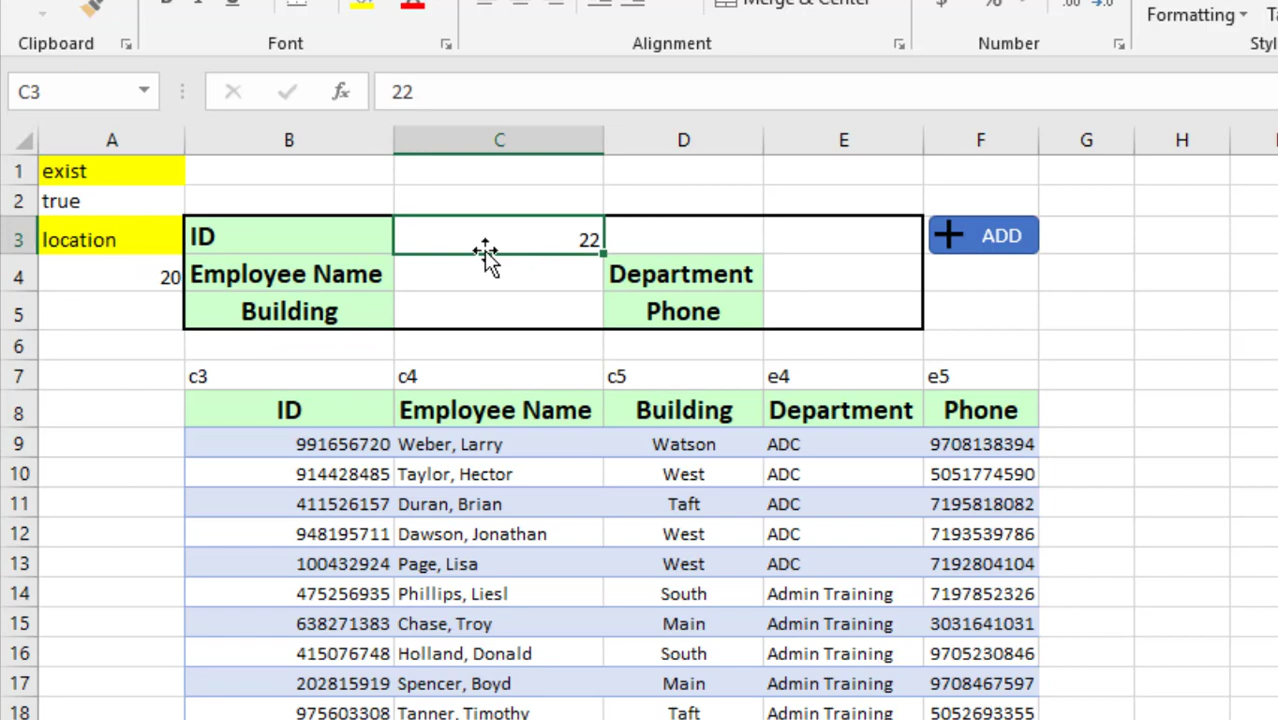 Merge & Center
$ %
.00
Formatting
Clipboard Font Alignment Number
C3 fx 22
A B C D E F G H
1 exist
2 true
3 location ID 22 ADD
4 20 Employee Name Department
5 Building Phone
6
7 c3 c4 c5 e4 e5
8 ID Employee Name Building Department Phone
9 991656720 Weber, Larry Watson ADC 9708138394
10 914428485 Taylor, Hector West ADC 5051774590
11 411526157 Duran, Brian Taft ADC 7195818082
12 948195711 Dawson, Jonathan West ADC 7193539786
13 100432924 Page, Lisa West ADC 7192804104
14 475256935 Phillips, Liesl South Admin Training 7197852326
15 638271383 Chase, Troy Main Admin Training 3031641031
16 415076748 Holland, Donald South Admin Training 9705230846
17 202815919 Spencer, Boyd Main Admin Training 9708467597
18 975603308 Tanner, Timothy Taft Admin Training 5052693355